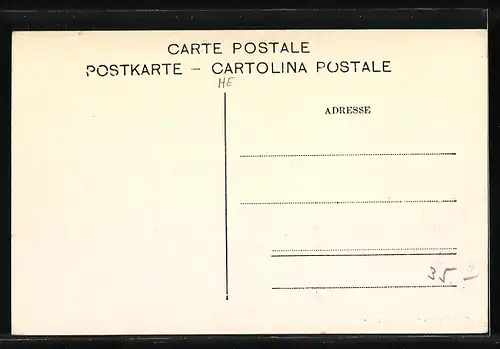 CARTE POSTALE
POSTKARTE – CARTOLINA POSTALE
HE
ADRESSE
35.–